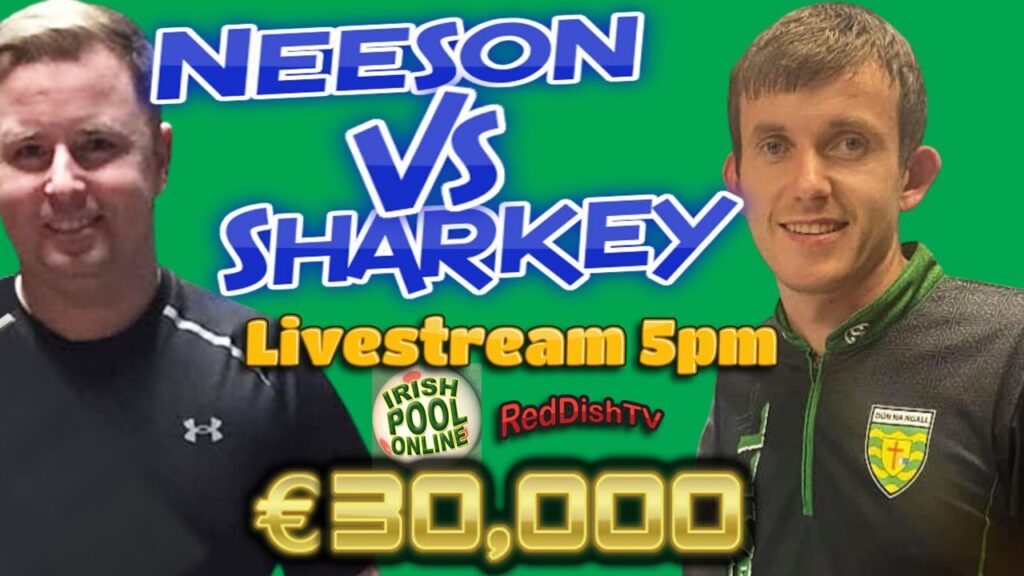 NEESON
VS
SHARKEY
Livestream 5pm
IRISH
POOL
ONLINE
RedDishTv
€30,000
DÚN NA NGALL